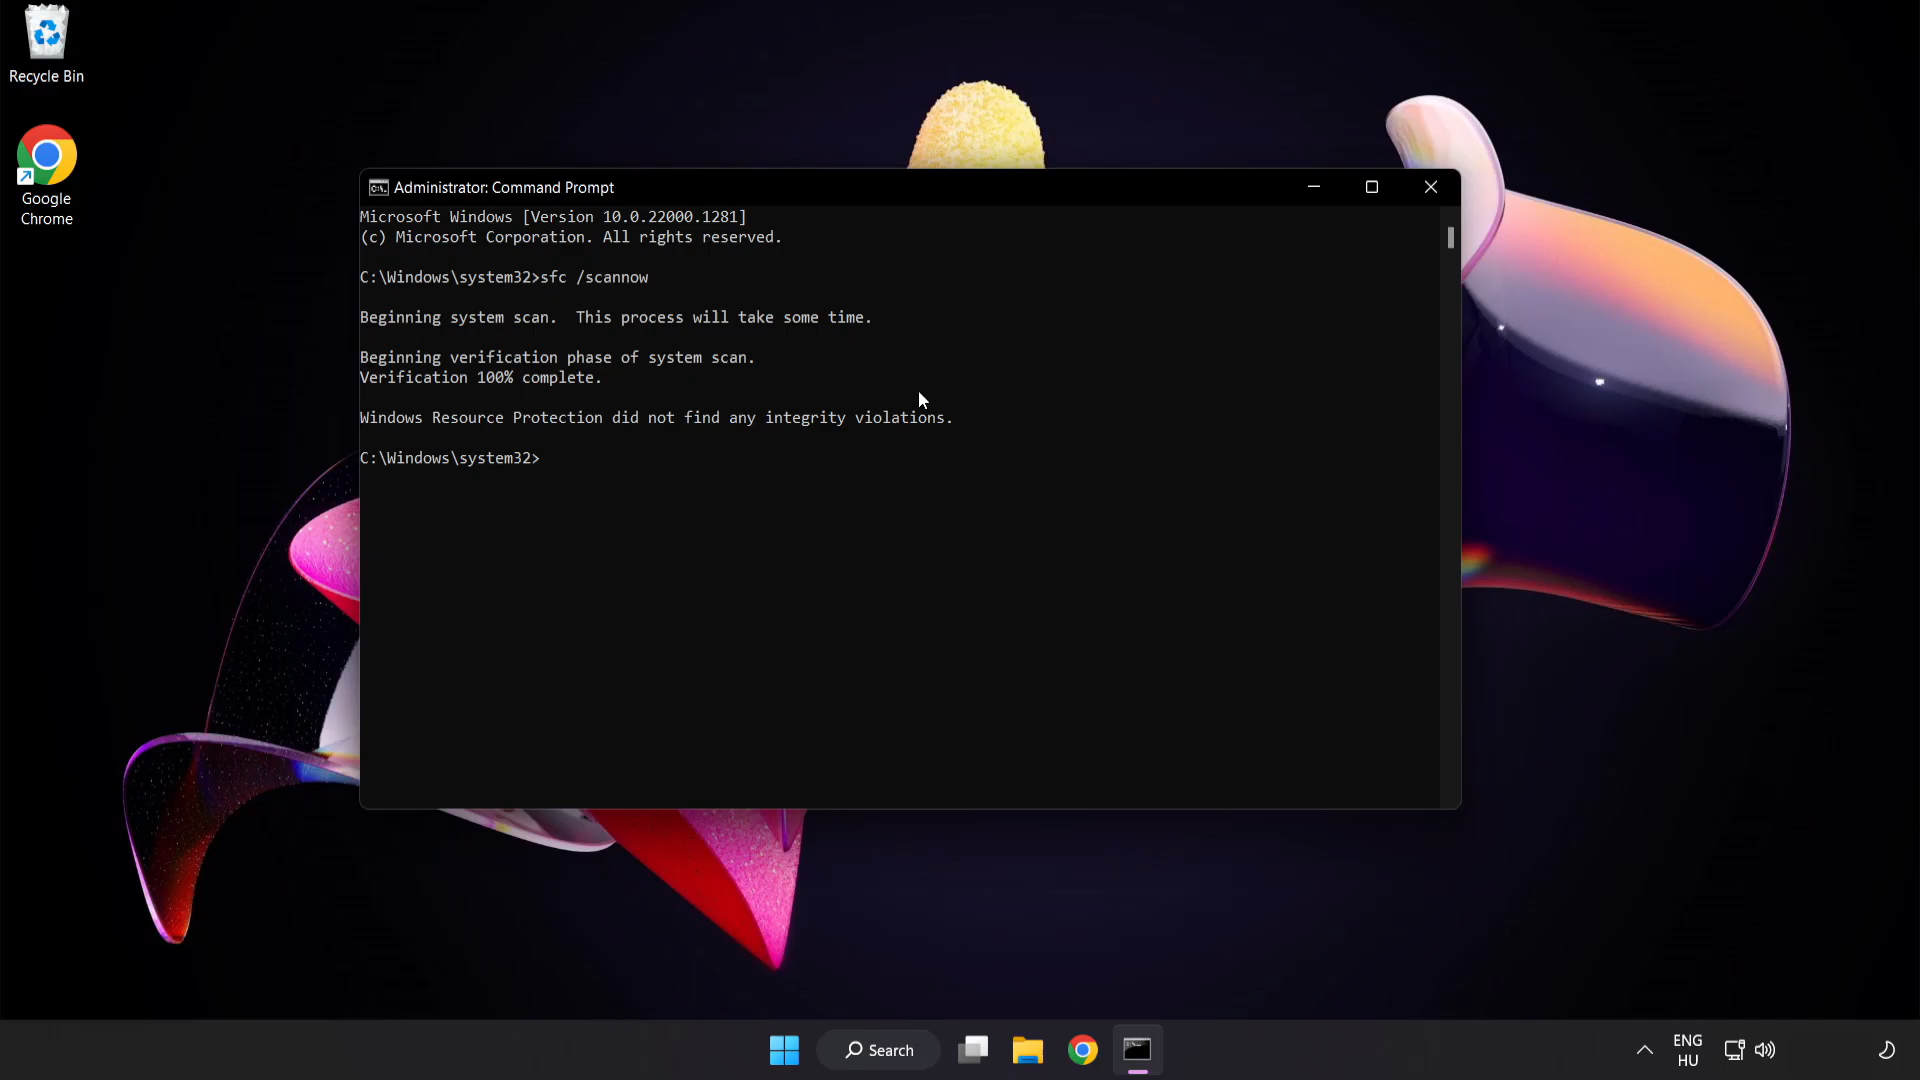 Recycle Bin
Google
Chrome
Administrator: Command Prompt
Microsoft Windows [Version 10.0.22000.1281]
(c) Microsoft Corporation. All rights reserved.
C:\Windows\system32>sfc /scannow
Beginning system scan.  This process will take some time.
Beginning verification phase of system scan.
Verification 100% complete.
Windows Resource Protection did not find any integrity violations.
C:\Windows\system32>
Search
ENG
HU